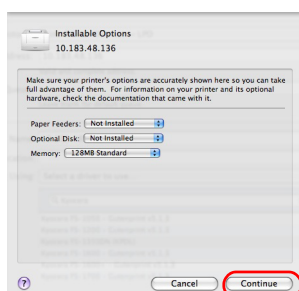 Installable Options
10.183.48.136
Make sure your printer's options are accurately shown here so you can take
full advantage of them. For information on your printer and its optional
hardware, check the documentation that came with it.
Paper Feeders: Not Installed
Optional Disk: Not Installed
Memory: 128MB Standard
?
Cancel
Continue